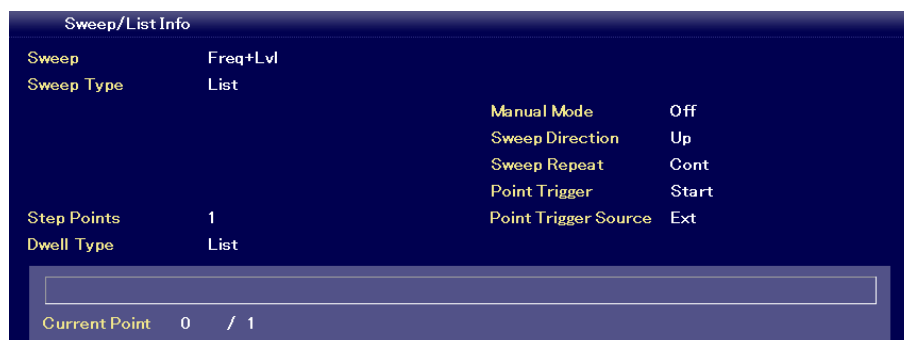 Sweep/List Info
Sweep Freq+Lvl
Sweep Type List
Manual Mode Off
Sweep Direction Up
Sweep Repeat Cont
Point Trigger Start
Step Points 1 Point Trigger Source Ext
Dwell Type List
Current Point 0 / 1